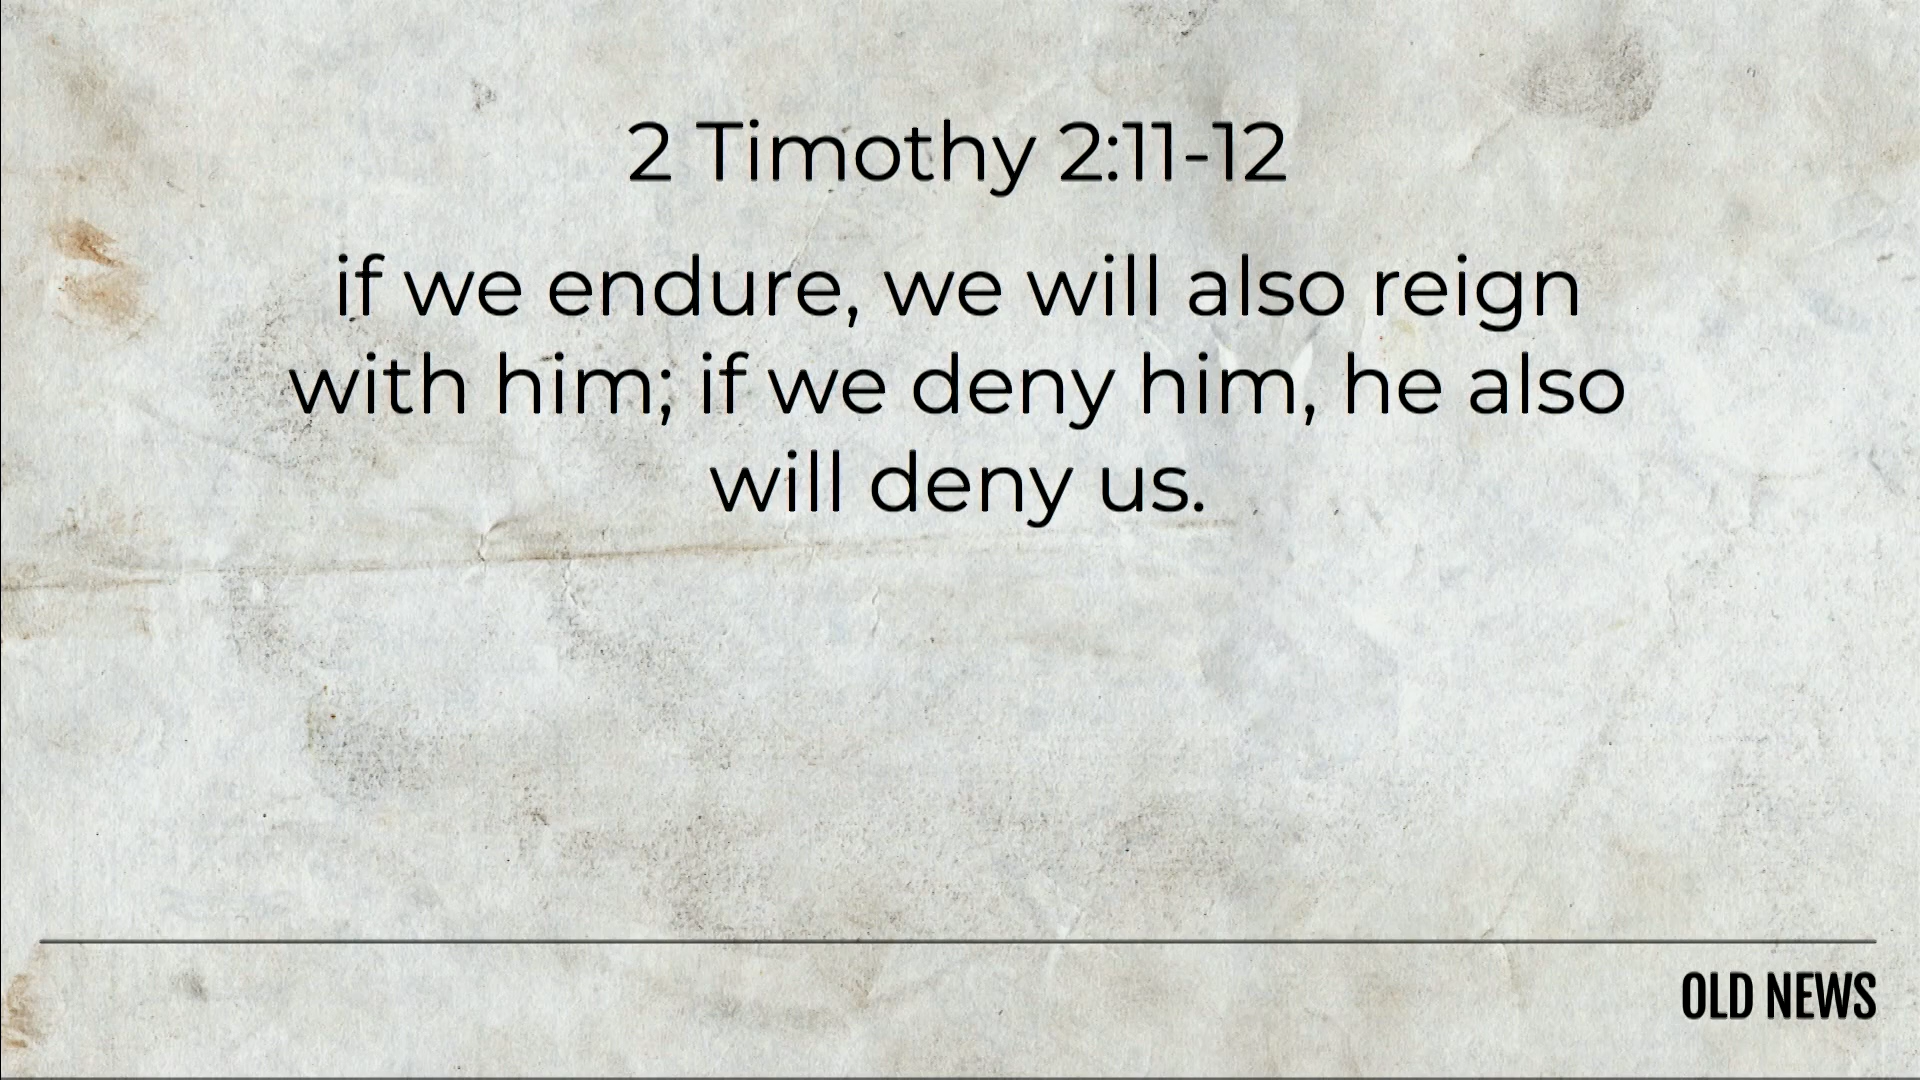 2 Timothy 2:11-12
if we endure, we will also reign
with him; if we deny him, he also
will deny us.
OLD NEWS